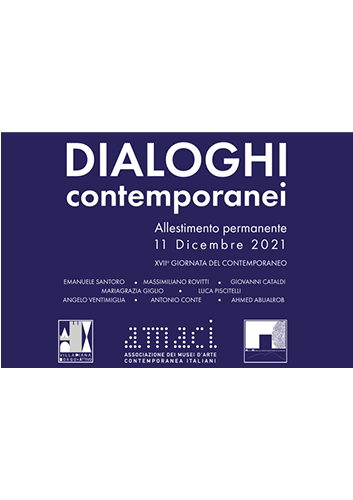 DIALOGHI
contemporanei
Allestimento permanente
11 Dicembre 2021
XVIIª GIORNATA DEL CONTEMPORANEO
EMANUELE SANTORO • MASSIMILIANO ROVITTI • GIOVANNI CATALDI
MARIAGRAZIA GIGLIO • LUCA PISCITELLI
ANGELO VENTIMIGLIA • ANTONIO CONTE • AHMED ABUALROB
amaci
ASSOCIAZIONE DEI MUSEI D'ARTE
CONTEMPORANEA ITALIANI